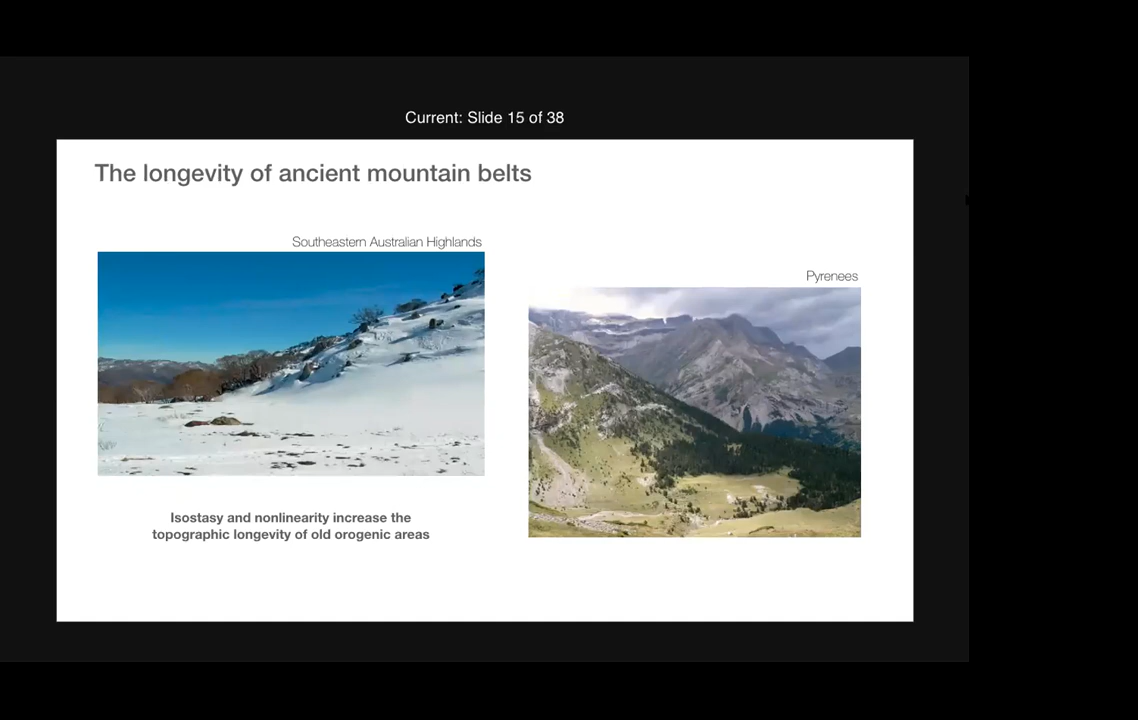 Current: Slide 15 of 38
The longevity of ancient mountain belts
Southeastern Australian Highlands
Pyrenees
Isostasy and nonlinearity increase the
topographic longevity of old orogenic areas